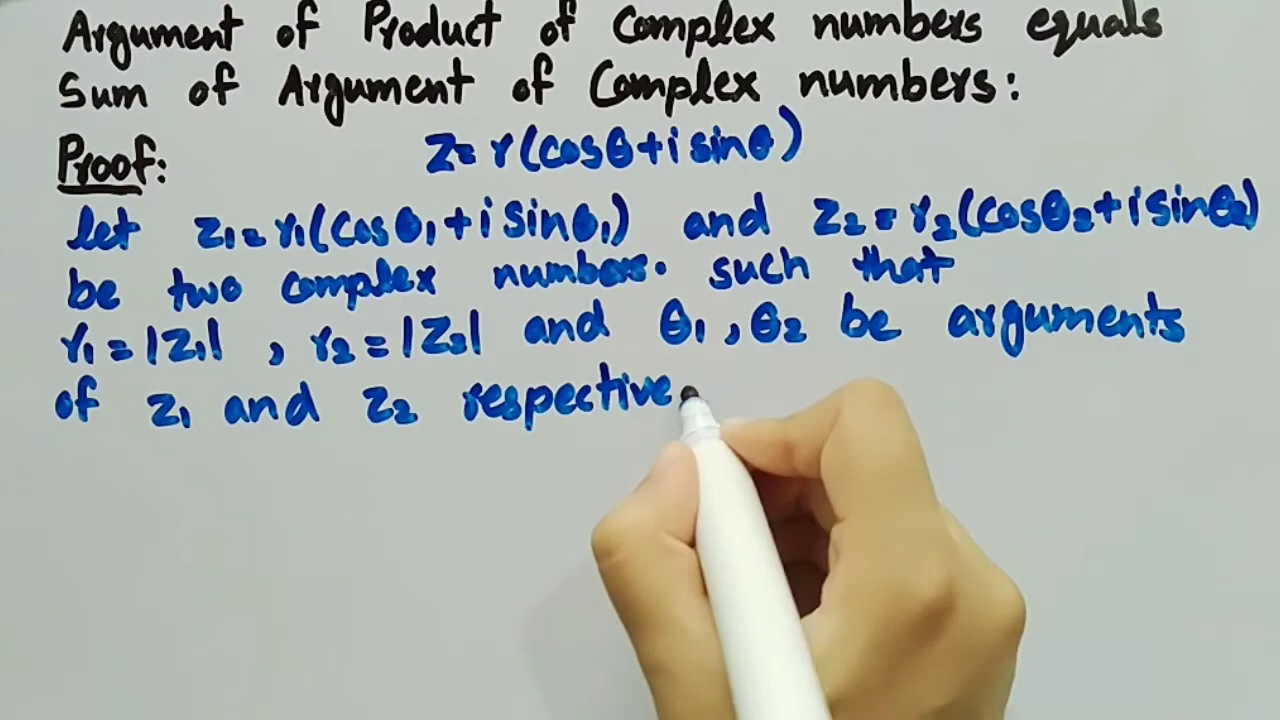 Argument of Product of Complex numbers equals
Sum of Argument of Complex numbers:
Proof: z=r(cosθ+i sinθ)
let z₁=r₁(cosθ₁+i sinθ₁) and z₂=r₂(cosθ₂+i sinθ₂)
be two complex numbers. such that
r₁=|z₁| , r₂=|z₂| and θ₁, θ₂ be arguments
of z₁ and z₂ respective